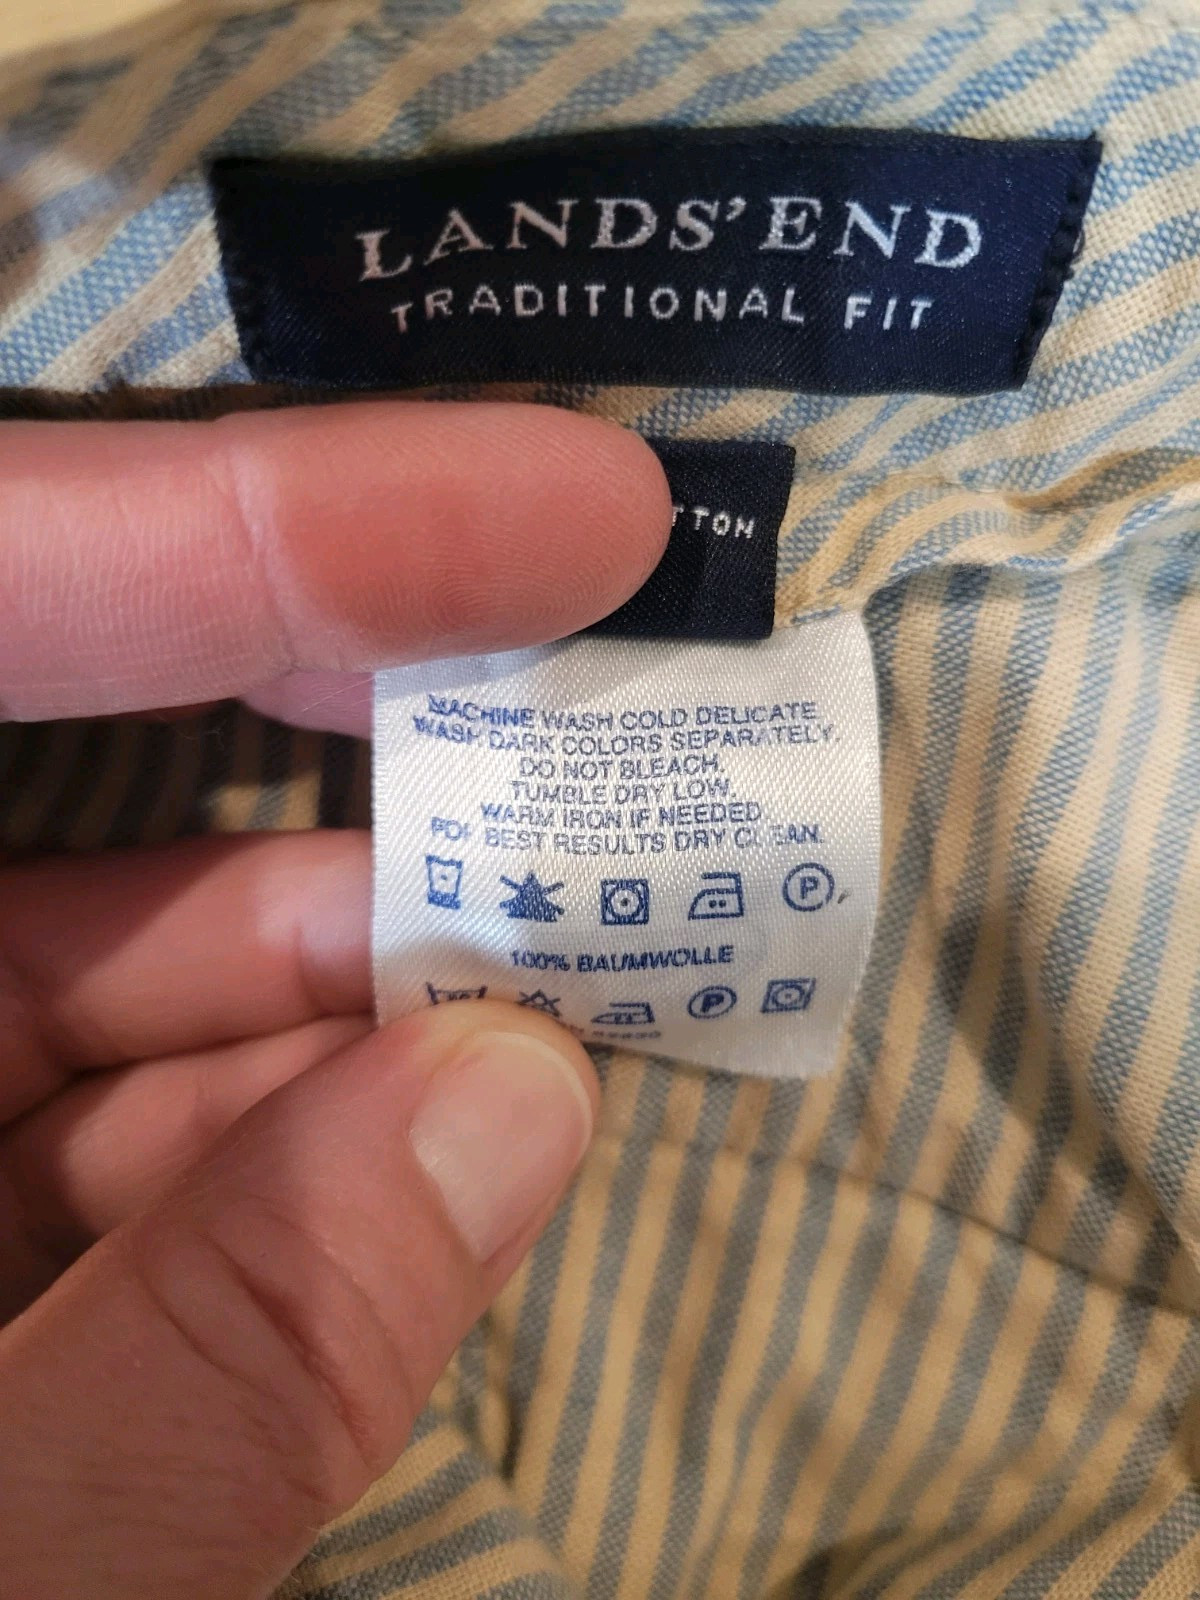 LANDS'END
TRADITIONAL FIT
TTON
MACHINE WASH COLD DELICATE
WASH DARK COLORS SEPARATELY.
DO NOT BLEACH.
TUMBLE DRY LOW.
WARM IRON IF NEEDED
FOR BEST RESULTS DRY CLEAN.
P
100% BAUMWOLLE
P